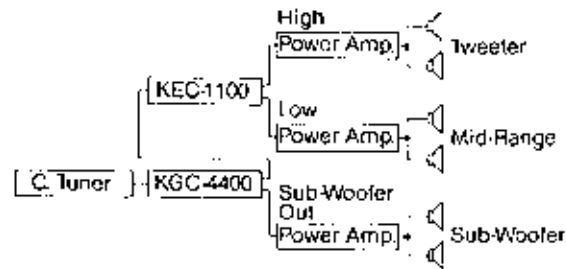 High
Power Amp.
Tweeter
KEC-1100
Low
Power Amp.
Mid-Range
C. Tuner
KGC-4400
Sub-Woofer
Out
Power Amp.
Sub-Woofer